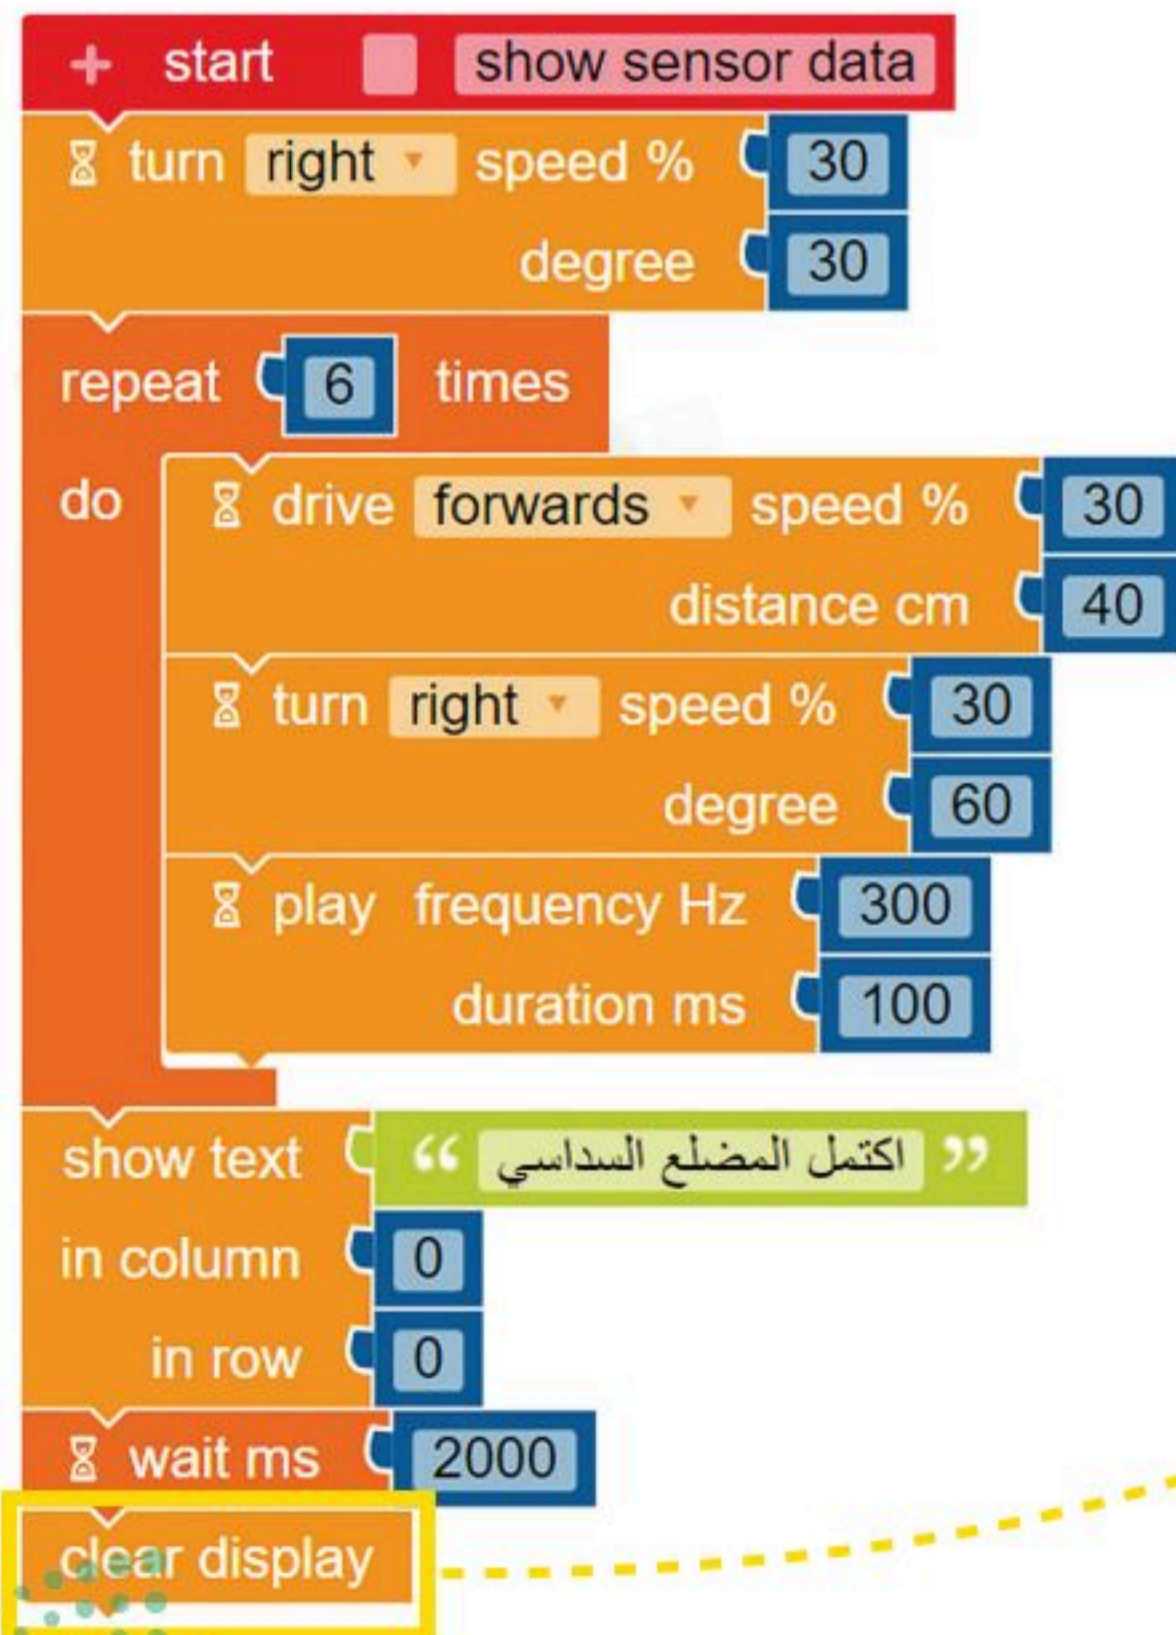 + start show sensor data
turn right speed % 30
degree 30
repeat 6 times
do drive forwards speed % 30
distance cm 40
turn right speed % 30
degree 60
play frequency Hz 300
duration ms 100
show text “ اكتمل المضلع السداسي ”
in column 0
in row 0
wait ms 2000
clear display